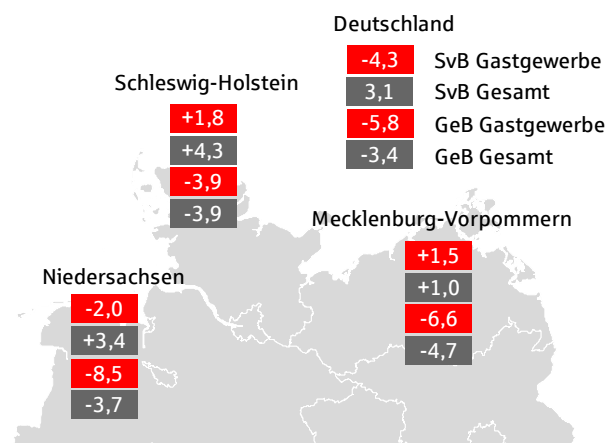 Deutschland
-4,3 SvB Gastgewerbe
3,1 SvB Gesamt
-5,8 GeB Gastgewerbe
-3,4 GeB Gesamt
Schleswig-Holstein
+1,8
+4,3
-3,9
-3,9
Mecklenburg-Vorpommern
+1,5
+1,0
-6,6
-4,7
Niedersachsen
-2,0
+3,4
-8,5
-3,7